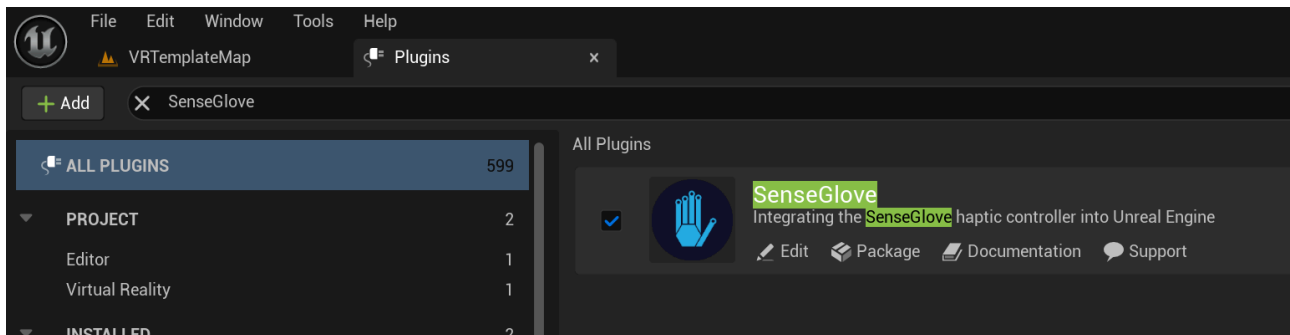 File Edit Window Tools Help
VRTemplateMap Plugins
Add SenseGlove
ALL PLUGINS 599
PROJECT 2
Editor 1
Virtual Reality 1
INSTALLED 2
All Plugins
SenseGlove
Integrating the SenseGlove haptic controller into Unreal Engine
Edit Package Documentation Support